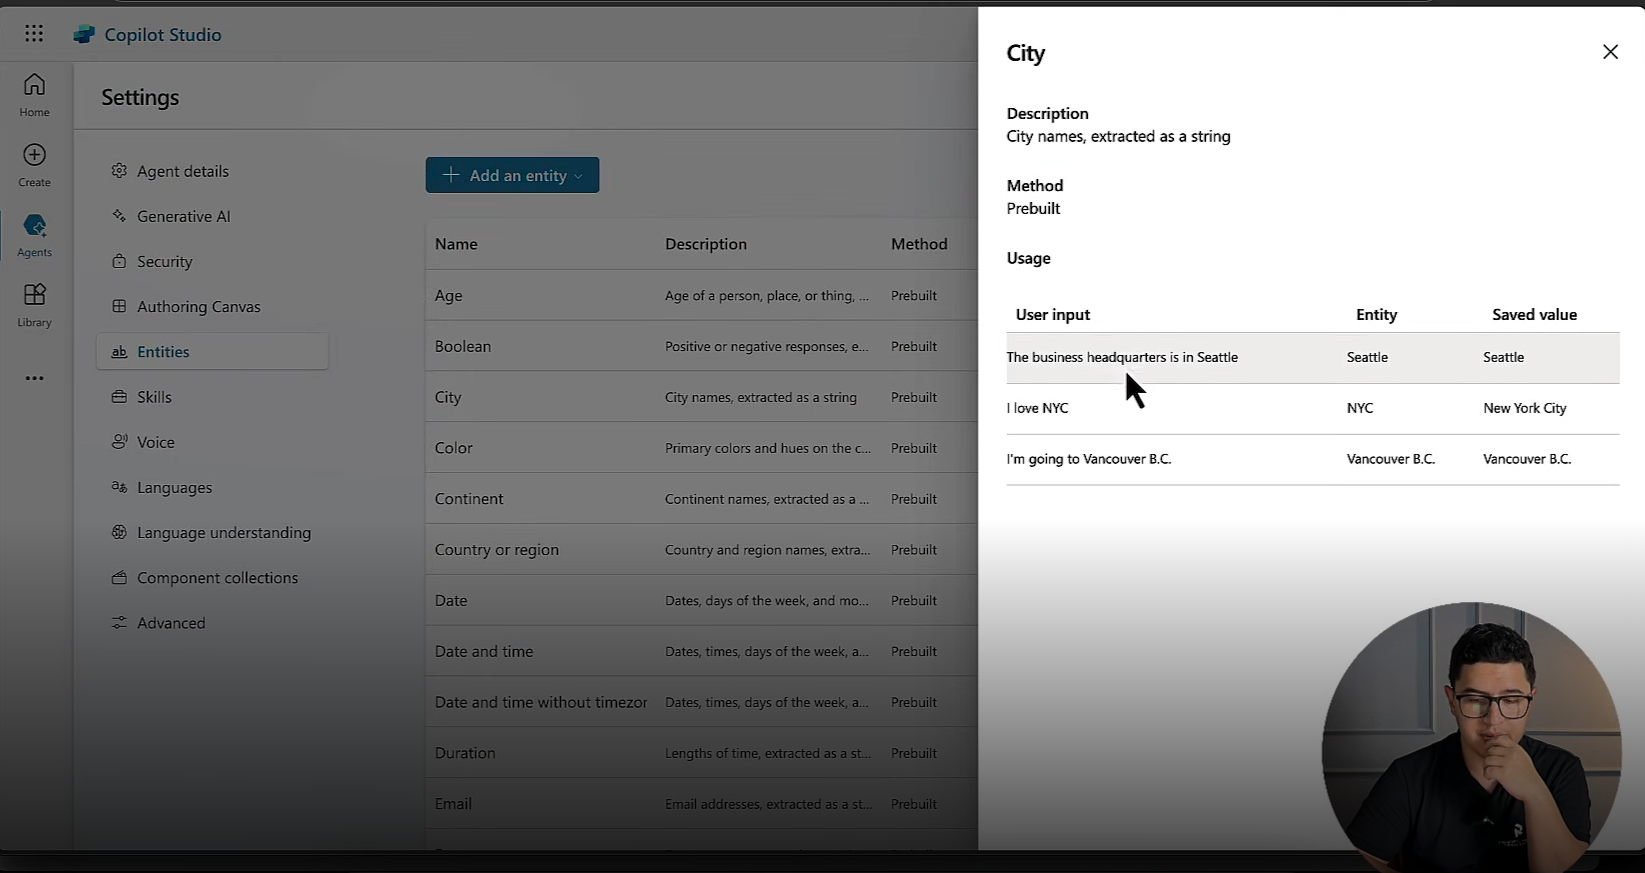 Copilot Studio
Home
Create
Agents
Library
Settings
Agent details
Generative AI
Security
Authoring Canvas
Entities
Skills
Voice
Languages
Language understanding
Component collections
Advanced
Add an entity
Name Description Method
Age Age of a person, place, or thing, ... Prebuilt
Boolean Positive or negative responses, e... Prebuilt
City City names, extracted as a string Prebuilt
Color Primary colors and hues on the c... Prebuilt
Continent Continent names, extracted as a ... Prebuilt
Country or region Country and region names, extra... Prebuilt
Date Dates, days of the week, and mo... Prebuilt
Date and time Dates, times, days of the week, a... Prebuilt
Date and time without timezor Dates, times, days of the week, a... Prebuilt
Duration Lengths of time, extracted as a st... Prebuilt
Email Email addresses, extracted as a st... Prebuilt
City
Description
City names, extracted as a string
Method
Prebuilt
Usage
User input Entity Saved value
The business headquarters is in Seattle Seattle Seattle
I love NYC NYC New York City
I'm going to Vancouver B.C. Vancouver B.C. Vancouver B.C.